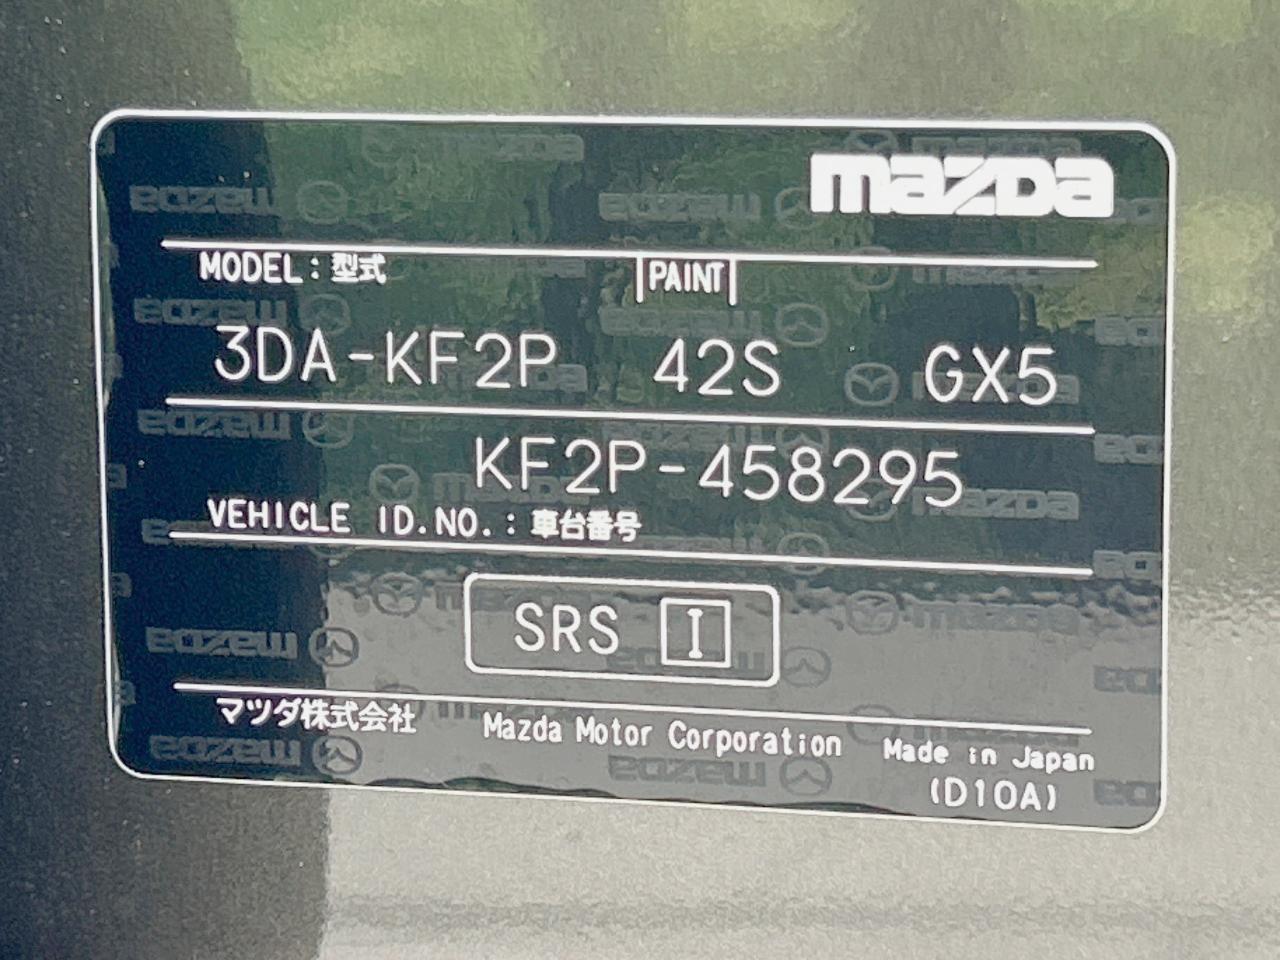 mazda
MODEL：型式 PAINT
3DA-KF2P 42S GX5
KF2P-458295
VEHICLE ID.NO.：車台番号
SRS I
マツダ株式会社 Mazda Motor Corporation Made in Japan
(D10A)